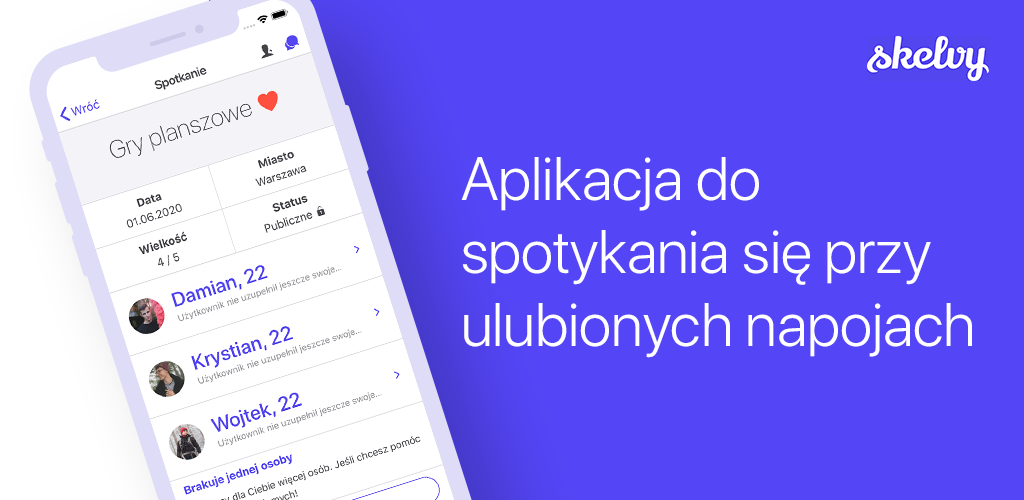 Spotkanie
Wróć
Gry planszowe ❤️
Data
01.06.2020
Miasto
Warszawa
Wielkość
4 / 5
Status
Publiczne
Damian, 22
Użytkownik nie uzupełnił jeszcze swoje...
Krystian, 22
Użytkownik nie uzupełnił jeszcze swoje...
Wojtek, 22
Użytkownik nie uzupełnił jeszcze swoje...
Brakuje jednej osoby
dla Ciebie więcej osób. Jeśli chcesz pomóc
skelvy
Aplikacja do
spotykania się przy
ulubionych napojach